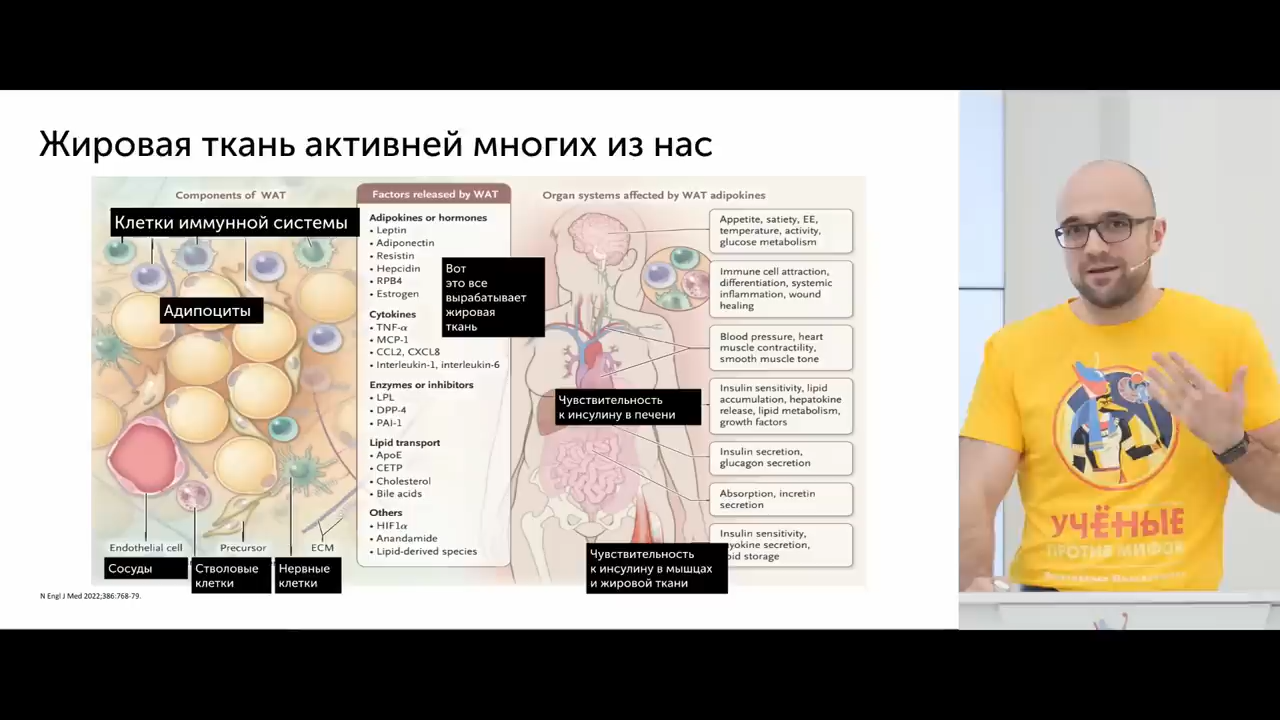 Жировая ткань активней многих из нас
Components of WAT
Клетки иммунной системы
Адипоциты
Endothelial cell
Precursor
ECM
Сосуды
Стволовые
клетки
Нервные
клетки
Factors released by WAT
Adipokines or hormones
• Leptin
• Adiponectin
• Resistin
• Hepcidin
• RPB4
• Estrogen
Cytokines
• TNF-α
• MCP-1
• CCL2, CXCL8
• Interleukin-1, interleukin-6
Enzymes or inhibitors
• LPL
• DPP-4
• PAI-1
Lipid transport
• ApoE
• CETP
• Cholesterol
• Bile acids
Others
• HIF1α
• Anandamide
• Lipid-derived species
Вот
это все
вырабатывает
жировая
ткань
Organ systems affected by WAT adipokines
Appetite, satiety, EE,
temperature, activity,
glucose metabolism
Immune cell attraction,
differentiation, systemic
inflammation, wound
healing
Blood pressure, heart
muscle contractility,
smooth muscle tone
Чувствительность
к инсулину в печени
Insulin sensitivity, lipid
accumulation, hepatokine
release, lipid metabolism,
growth factors
Insulin secretion,
glucagon secretion
Absorption, incretin
secretion
Insulin sensitivity,
secretion,
storage
Чувствительность
к инсулину в мышцах
и жировой ткани
N Engl J Med 2022;386:768-79.
УЧЁНЫЕ
ПРОТИВ МИФОВ